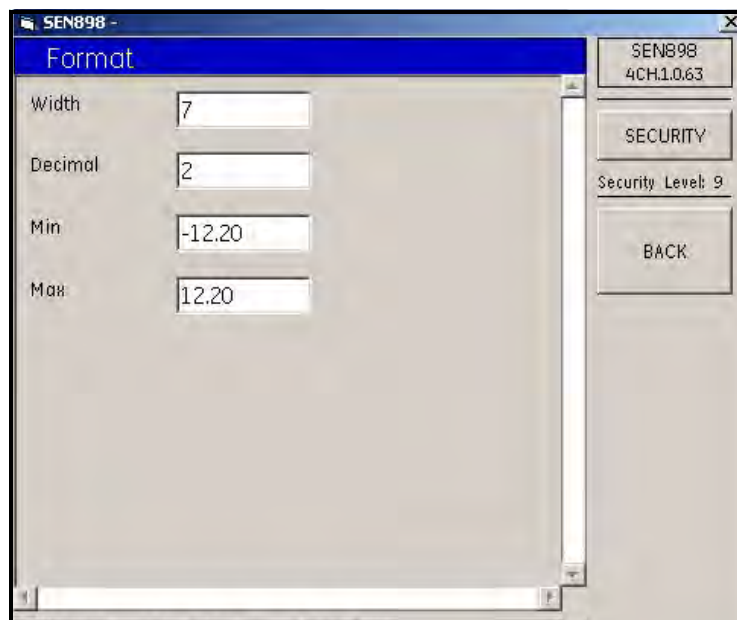 SEN898 -
Format
Width 7
Decimal 2
Min -12.20
Max 12.20
SEN898
4CH.1.0.63
SECURITY
Security Level: 9
BACK